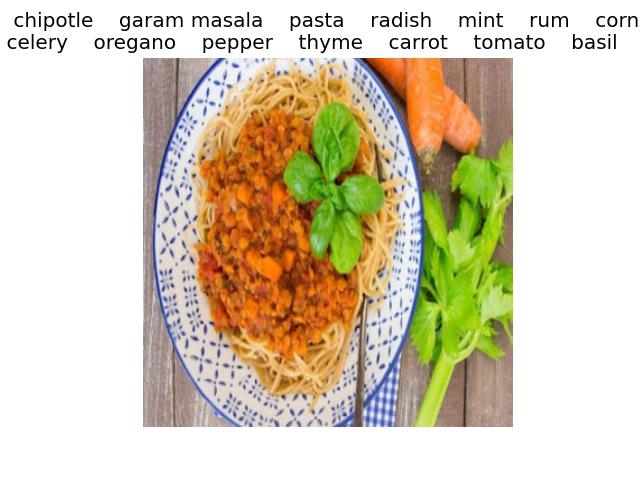 chipotle garam masala pasta radish mint rum corn
celery oregano pepper thyme carrot tomato basil